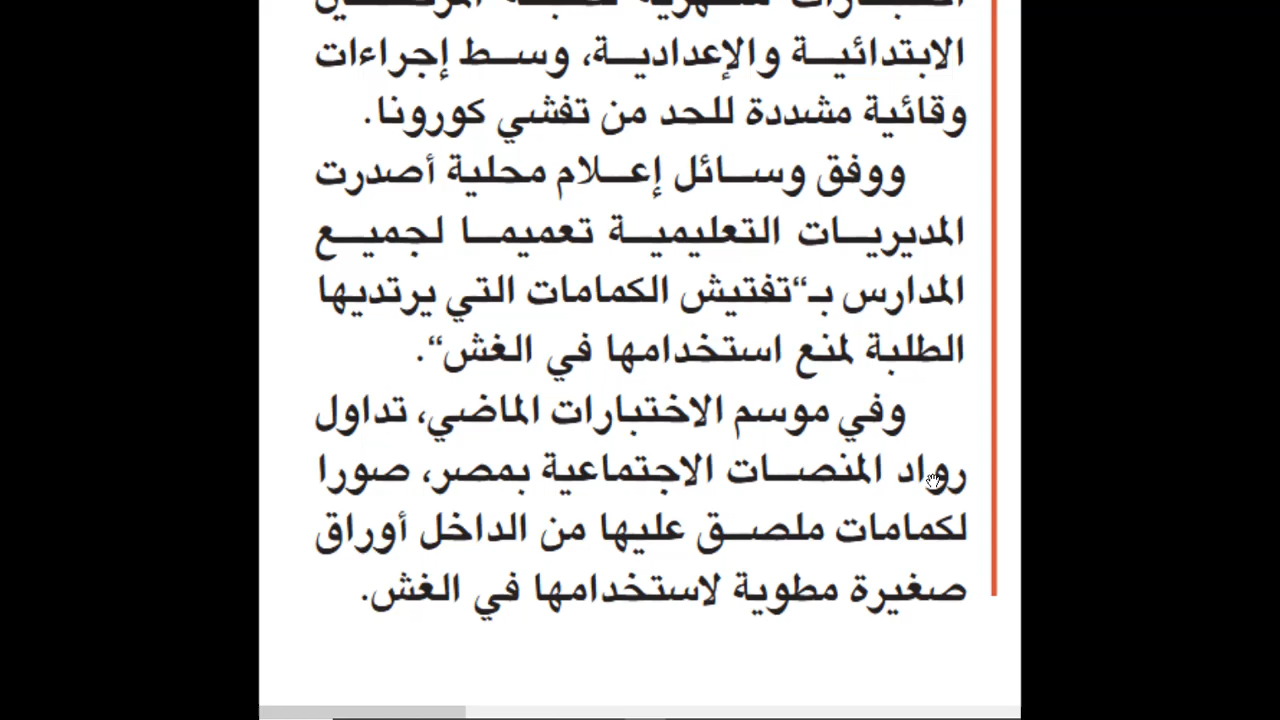 الابتدائية والإعدادية، وسط إجراءات
وقائية مشددة للحد من تفشي كورونا.
ووفق وسائل إعلام محلية أصدرت
المديريات التعليمية تعميما لجميع
المدارس بـ“تفتيش الكمامات التي يرتديها
الطلبة لمنع استخدامها في الغش“.
وفي موسم الاختبارات الماضي، تداول
رواد المنصات الاجتماعية بمصر، صورا
لكمامات ملصق عليها من الداخل أوراق
صغيرة مطوية لاستخدامها في الغش.